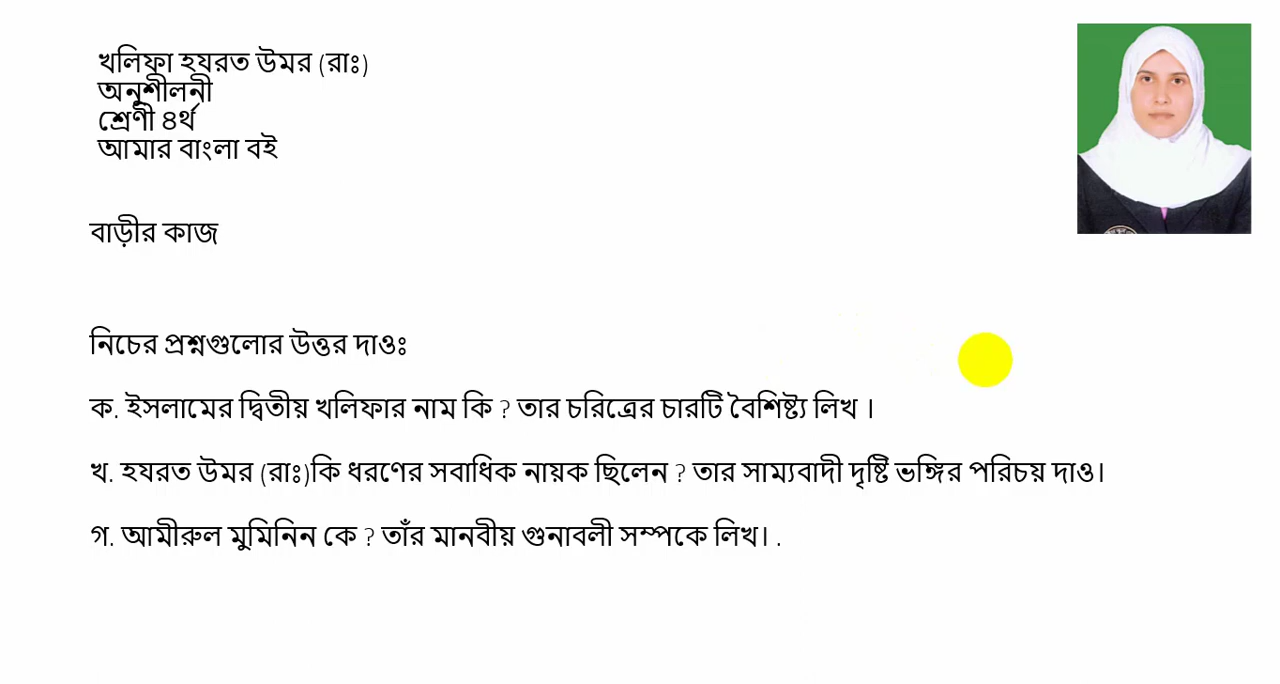 খলিফা হযরত উমর (রাঃ)
অনুশীলনী
শ্রেণী ৪র্থ
আমার বাংলা বই
বাড়ীর কাজ
নিচের প্রশ্নগুলোর উত্তর দাওঃ
ক. ইসলামের দ্বিতীয় খলিফার নাম কি ? তার চরিত্রের চারটি বৈশিষ্ট্য লিখ ।
খ. হযরত উমর (রাঃ)কি ধরণের সবাধিক নায়ক ছিলেন ? তার সাম্যবাদী দৃষ্টি ভঙ্গির পরিচয় দাও।
গ. আমীরুল মুমিনিন কে ? তাঁর মানবীয় গুনাবলী সম্পকে লিখ। .